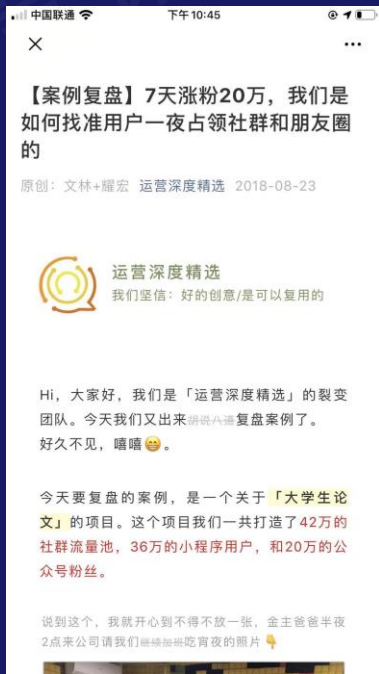 中国联通
下午10:45
【案例复盘】7天涨粉20万，我们是
如何找准用户一夜占领社群和朋友圈
的
原创：文林+耀宏 运营深度精选 2018-08-23
运营深度精选
我们坚信：好的创意/是可以复用的
Hi，大家好，我们是「运营深度精选」的裂变
团队。今天我们又出来胡说八道复盘案例了。
好久不见，嘻嘻😁。
今天要复盘的案例，是一个关于「大学生论
文」的项目。这个项目我们一共打造了42万的
社群流量池，36万的小程序用户，和20万的公
众号粉丝。
说到这个，我就开心到不得不放一张，金主爸爸半夜
2点来公司请我们继续加班吃宵夜的照片👇